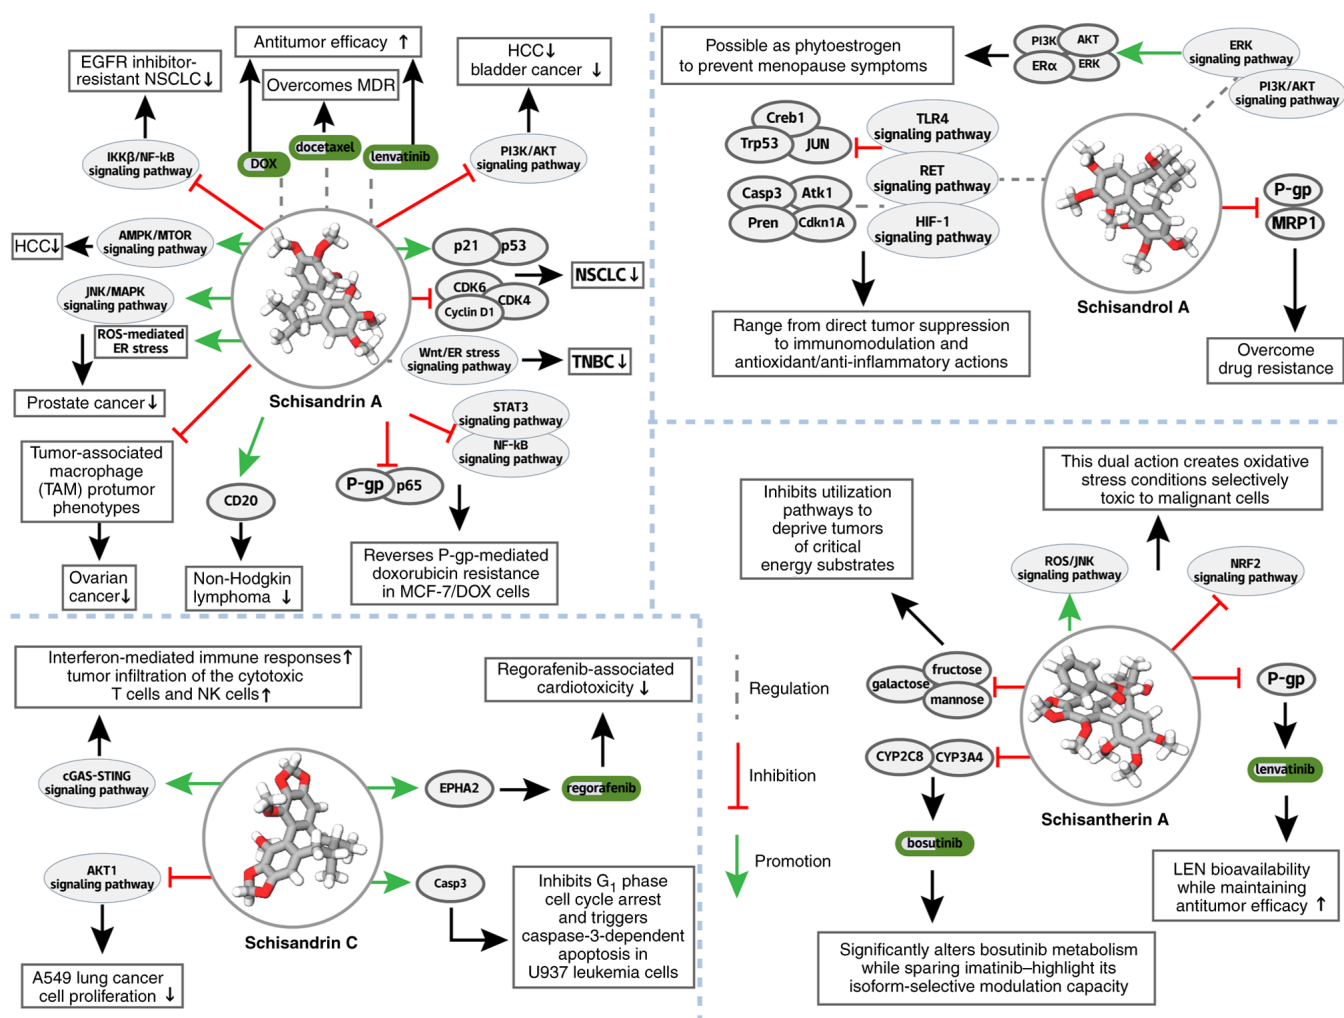 EGFR inhibitor-
resistant NSCLC↓
Antitumor efficacy ↑
Overcomes MDR
HCC↓
bladder cancer ↓
IKKβ/NF-kB
signaling pathway
DOX
docetaxel
lenvatinib
PI3K/AKT
signaling pathway
HCC↓
AMPK/MTOR
signaling pathway
p21
p53
JNK/MAPK
signaling pathway
CDK6
CDK4
Cyclin D1
NSCLC↓
ROS-mediated
ER stress
Wnt/ER stress
signaling pathway
TNBC↓
Prostate cancer↓
Schisandrin A
STAT3
signaling pathway
NF-kB
signaling pathway
Tumor-associated
macrophage
(TAM) protumor
phenotypes
CD20
P-gp
p65
Ovarian
cancer↓
Non-Hodgkin
lymphoma ↓
Reverses P-gp-mediated
doxorubicin resistance
in MCF-7/DOX cells
Possible as phytoestrogen
to prevent menopause symptoms
PI3K
AKT
ERα
ERK
ERK
signaling pathway
PI3K/AKT
signaling pathway
Creb1
Trp53
JUN
TLR4
signaling pathway
RET
signaling pathway
HIF-1
signaling pathway
Casp3
Atk1
Pren
Cdkn1A
P-gp
MRP1
Schisandrol A
Range from direct tumor suppression
to immunomodulation and
antioxidant/anti-inflammatory actions
Overcome
drug resistance
Interferon-mediated immune responses↑
tumor infiltration of the cytotoxic
T cells and NK cells↑
Regorafenib-associated
cardiotoxicity ↓
cGAS-STING
signaling pathway
EPHA2
regorafenib
AKT1
signaling pathway
Casp3
Schisandrin C
A549 lung cancer
cell proliferation ↓
Inhibits G1 phase
cell cycle arrest
and triggers
caspase-3-dependent
apoptosis in
U937 leukemia cells
Regulation
Inhibition
Promotion
Inhibits utilization
pathways to
deprive tumors
of critical
energy substrates
This dual action creates oxidative
stress conditions selectively
toxic to malignant cells
ROS/JNK
signaling pathway
NRF2
signaling pathway
fructose
galactose
mannose
P-gp
CYP2C8
CYP3A4
lenvatinib
Schisantherin A
bosutinib
LEN bioavailability
while maintaining
antitumor efficacy ↑
Significantly alters bosutinib metabolism
while sparing imatinib–highlight its
isoform-selective modulation capacity